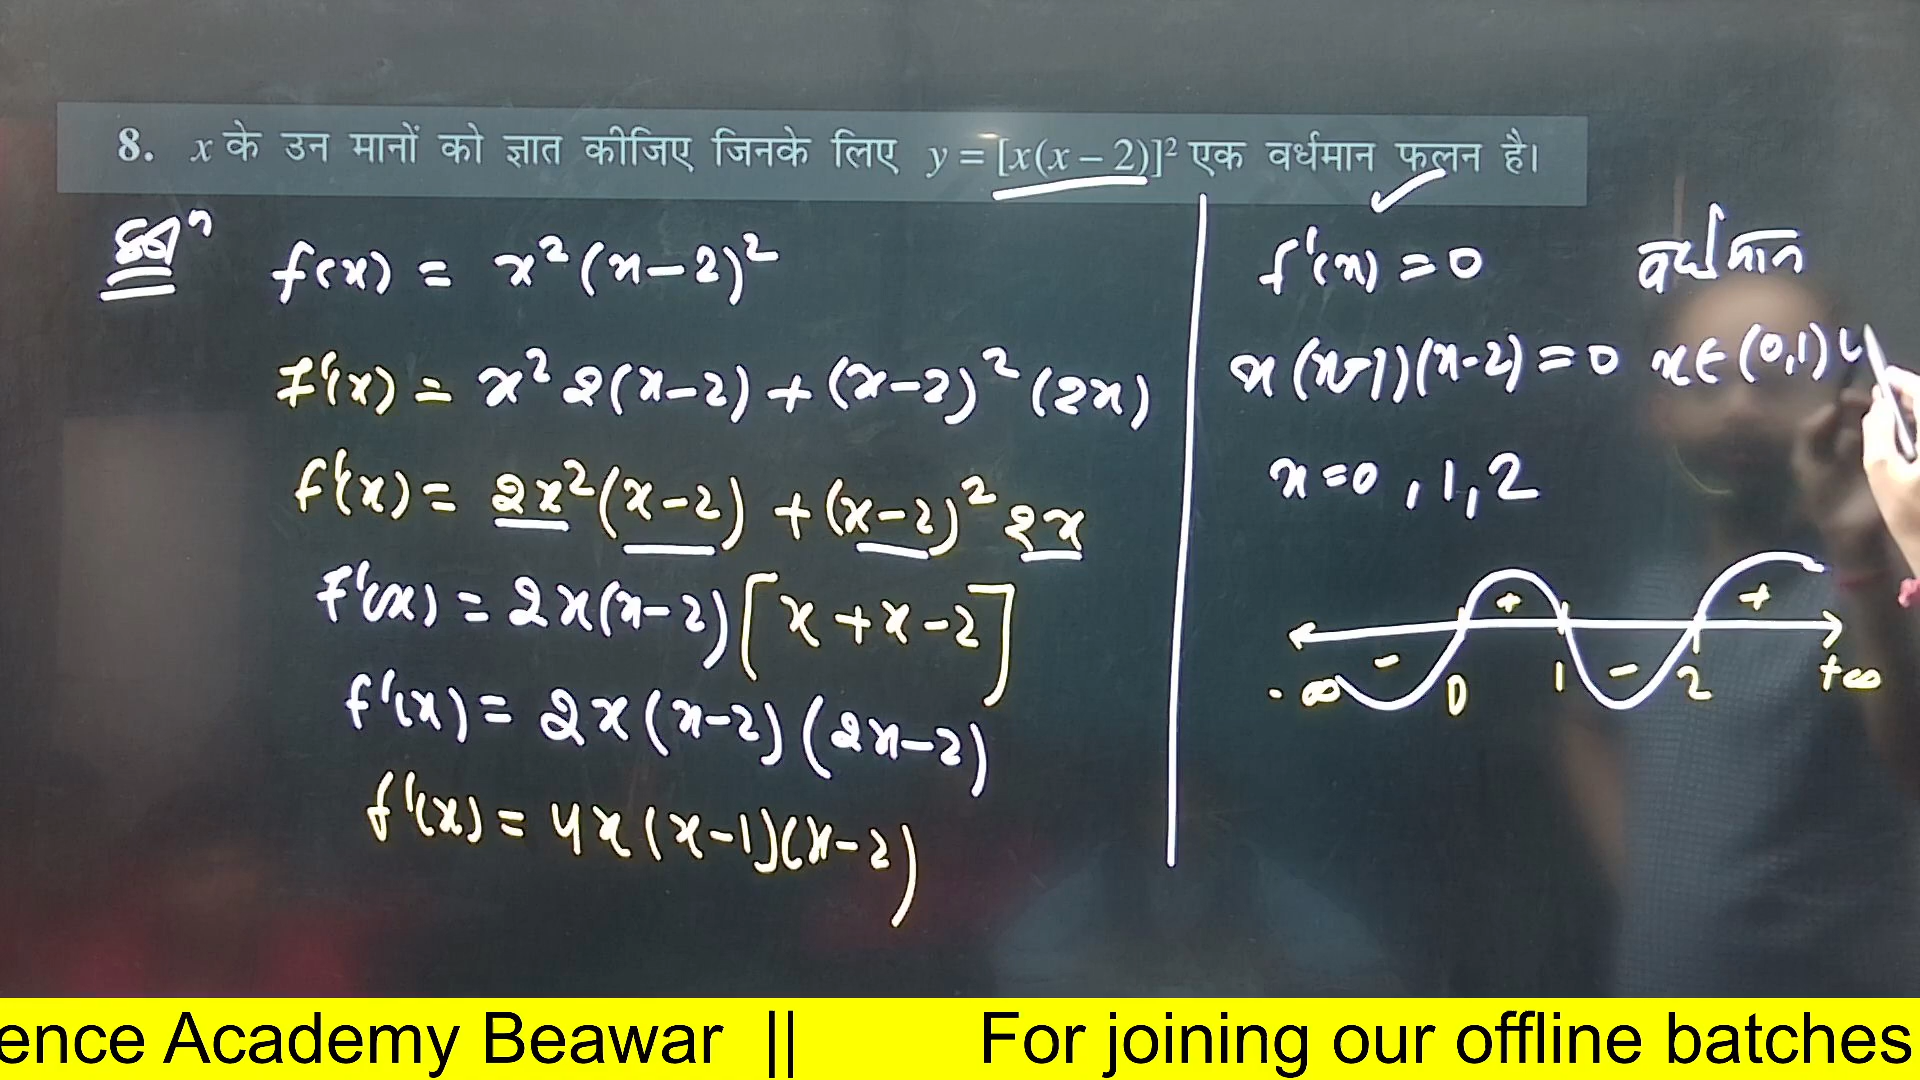 8. x के उन मानों को ज्ञात कीजिए जिनके लिए y = [x(x – 2)]² एक वर्धमान फलन है।
f(x) = x²(x-2)²
f'(x) = x² 2(x-2) + (x-2)² (2x)
f'(x) = 2x²(x-2) + (x-2)² 2x
f'(x) = 2x(x-2) [x + x - 2]
f'(x) = 2x(x-2)(2x-2)
f'(x) = 4x(x-1)(x-2)
f'(x) = 0
वर्धमान
x(x-1)(x-2) = 0
x ∈ (0,1) ∪
x = 0, 1, 2
+ +
- -
-∞ 0 1 2 +∞
ence Academy Beawar || For joining our offline batches